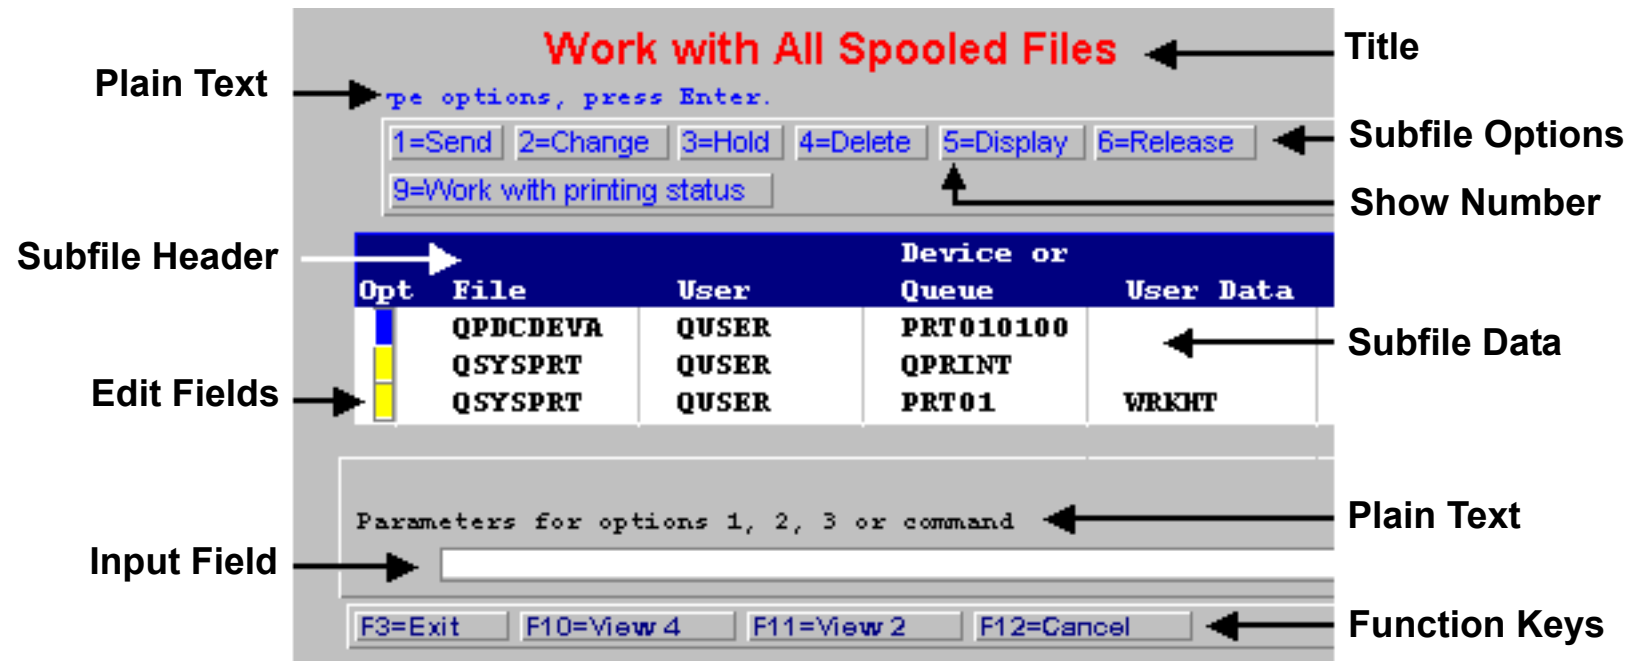 Work with All Spooled Files
Title
Plain Text
pe options, press Enter.
1=Send 2=Change 3=Hold 4=Delete 5=Display 6=Release
Subfile Options
9=Work with printing status
Show Number
Subfile Header
Device or
Opt File User Queue User Data
QPDCDEVA QUSER PRT010100
Subfile Data
QSYSPRT QUSER QPRINT
Edit Fields
QSYSPRT QUSER PRT01 WRKHT
Parameters for options 1, 2, 3 or command
Plain Text
Input Field
F3=Exit F10=View 4 F11=View 2 F12=Cancel
Function Keys